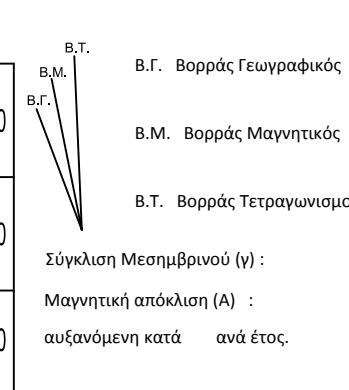 Β.Τ.
Β.Μ.
Β.Γ.
Β.Γ. Βορράς Γεωγραφικός
Β.Μ. Βορράς Μαγνητικός
Β.Τ. Βορράς Τετραγωνισμο
Σύγκλιση Μεσημβρινού (γ) :
Μαγνητική απόκλιση (Α) :
αυξανόμενη κατά ανά έτος.